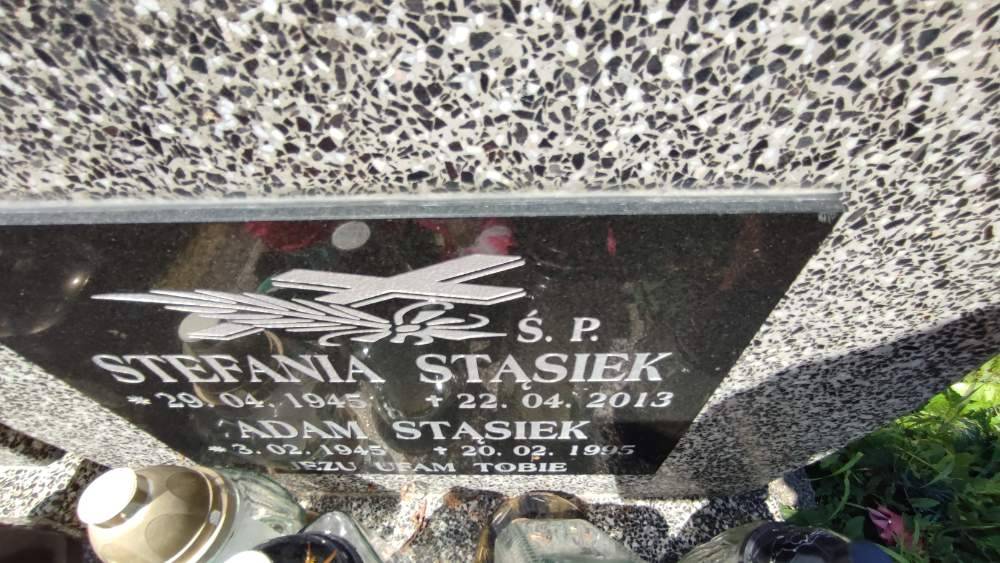 Ś. P.
STEFANIA STĄSIEK
* 29. 04. 1945 † 22. 04. 2013
ADAM STĄSIEK
* 3. 02. 1945 † 20. 02. 1995
JEZU UFAM TOBIE